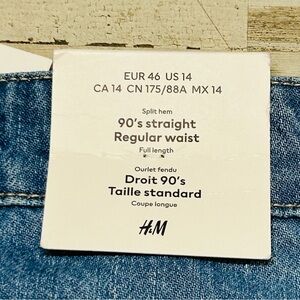 EUR 46 US 14
CA 14 CN 175/88A MX 14
Split hem
90's straight
Regular waist
Full length
Ourlet fendu
Droit 90's
Taille standard
Coupe longue
H&M